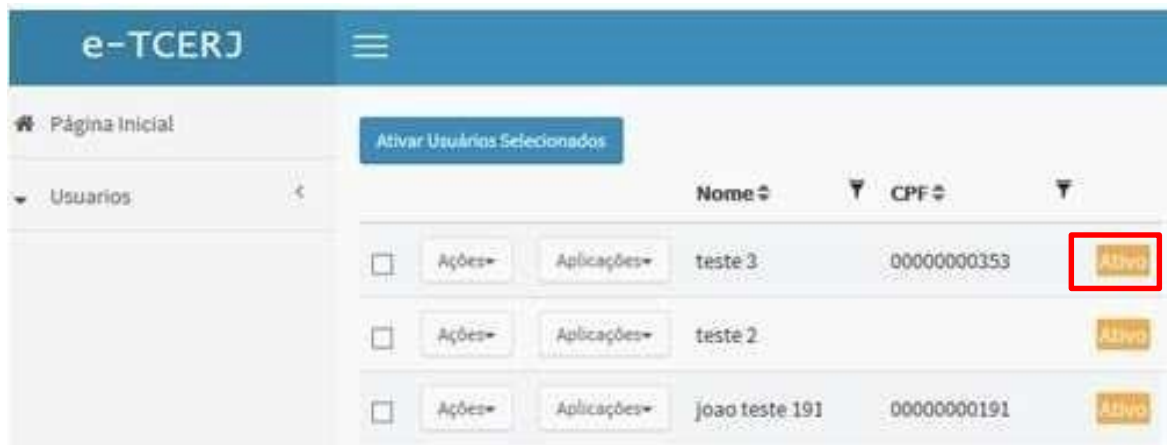 e-TCERJ
Página Inicial
Usuarios
Ativar Usuários Selecionados
Nome CPF
Ações Aplicações teste 3 00000000353 Ativo
Ações Aplicações teste 2 Ativo
Ações Aplicações joao teste 191 00000000191 Ativo